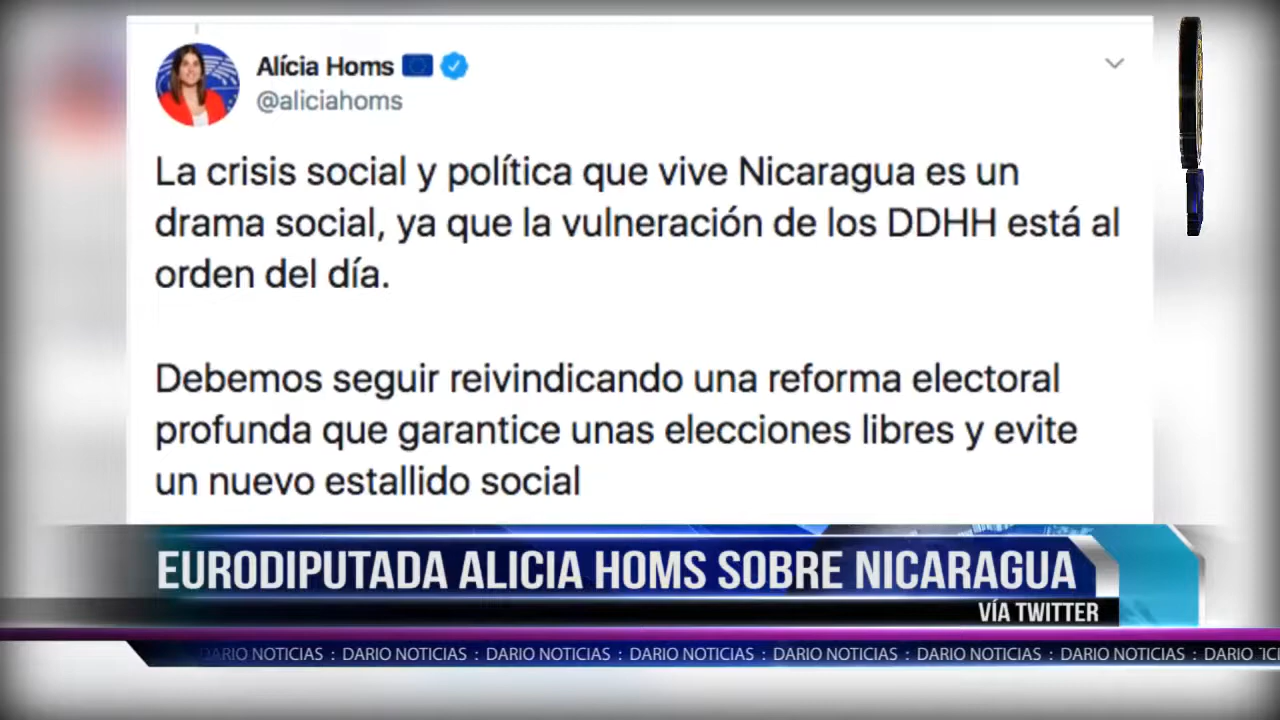 Alícia Homs
@aliciahoms
La crisis social y política que vive Nicaragua es un
drama social, ya que la vulneración de los DDHH está al
orden del día.
Debemos seguir reivindicando una reforma electoral
profunda que garantice unas elecciones libres y evite
un nuevo estallido social
EURODIPUTADA ALICIA HOMS SOBRE NICARAGUA
VÍA TWITTER
DARIO NOTICIAS : DARIO NOTICIAS : DARIO NOTICIAS : DARIO NOTICIAS : DARIO NOTICIAS : DARIO NOTICIAS : DARIO NOTICIAS : DARIO